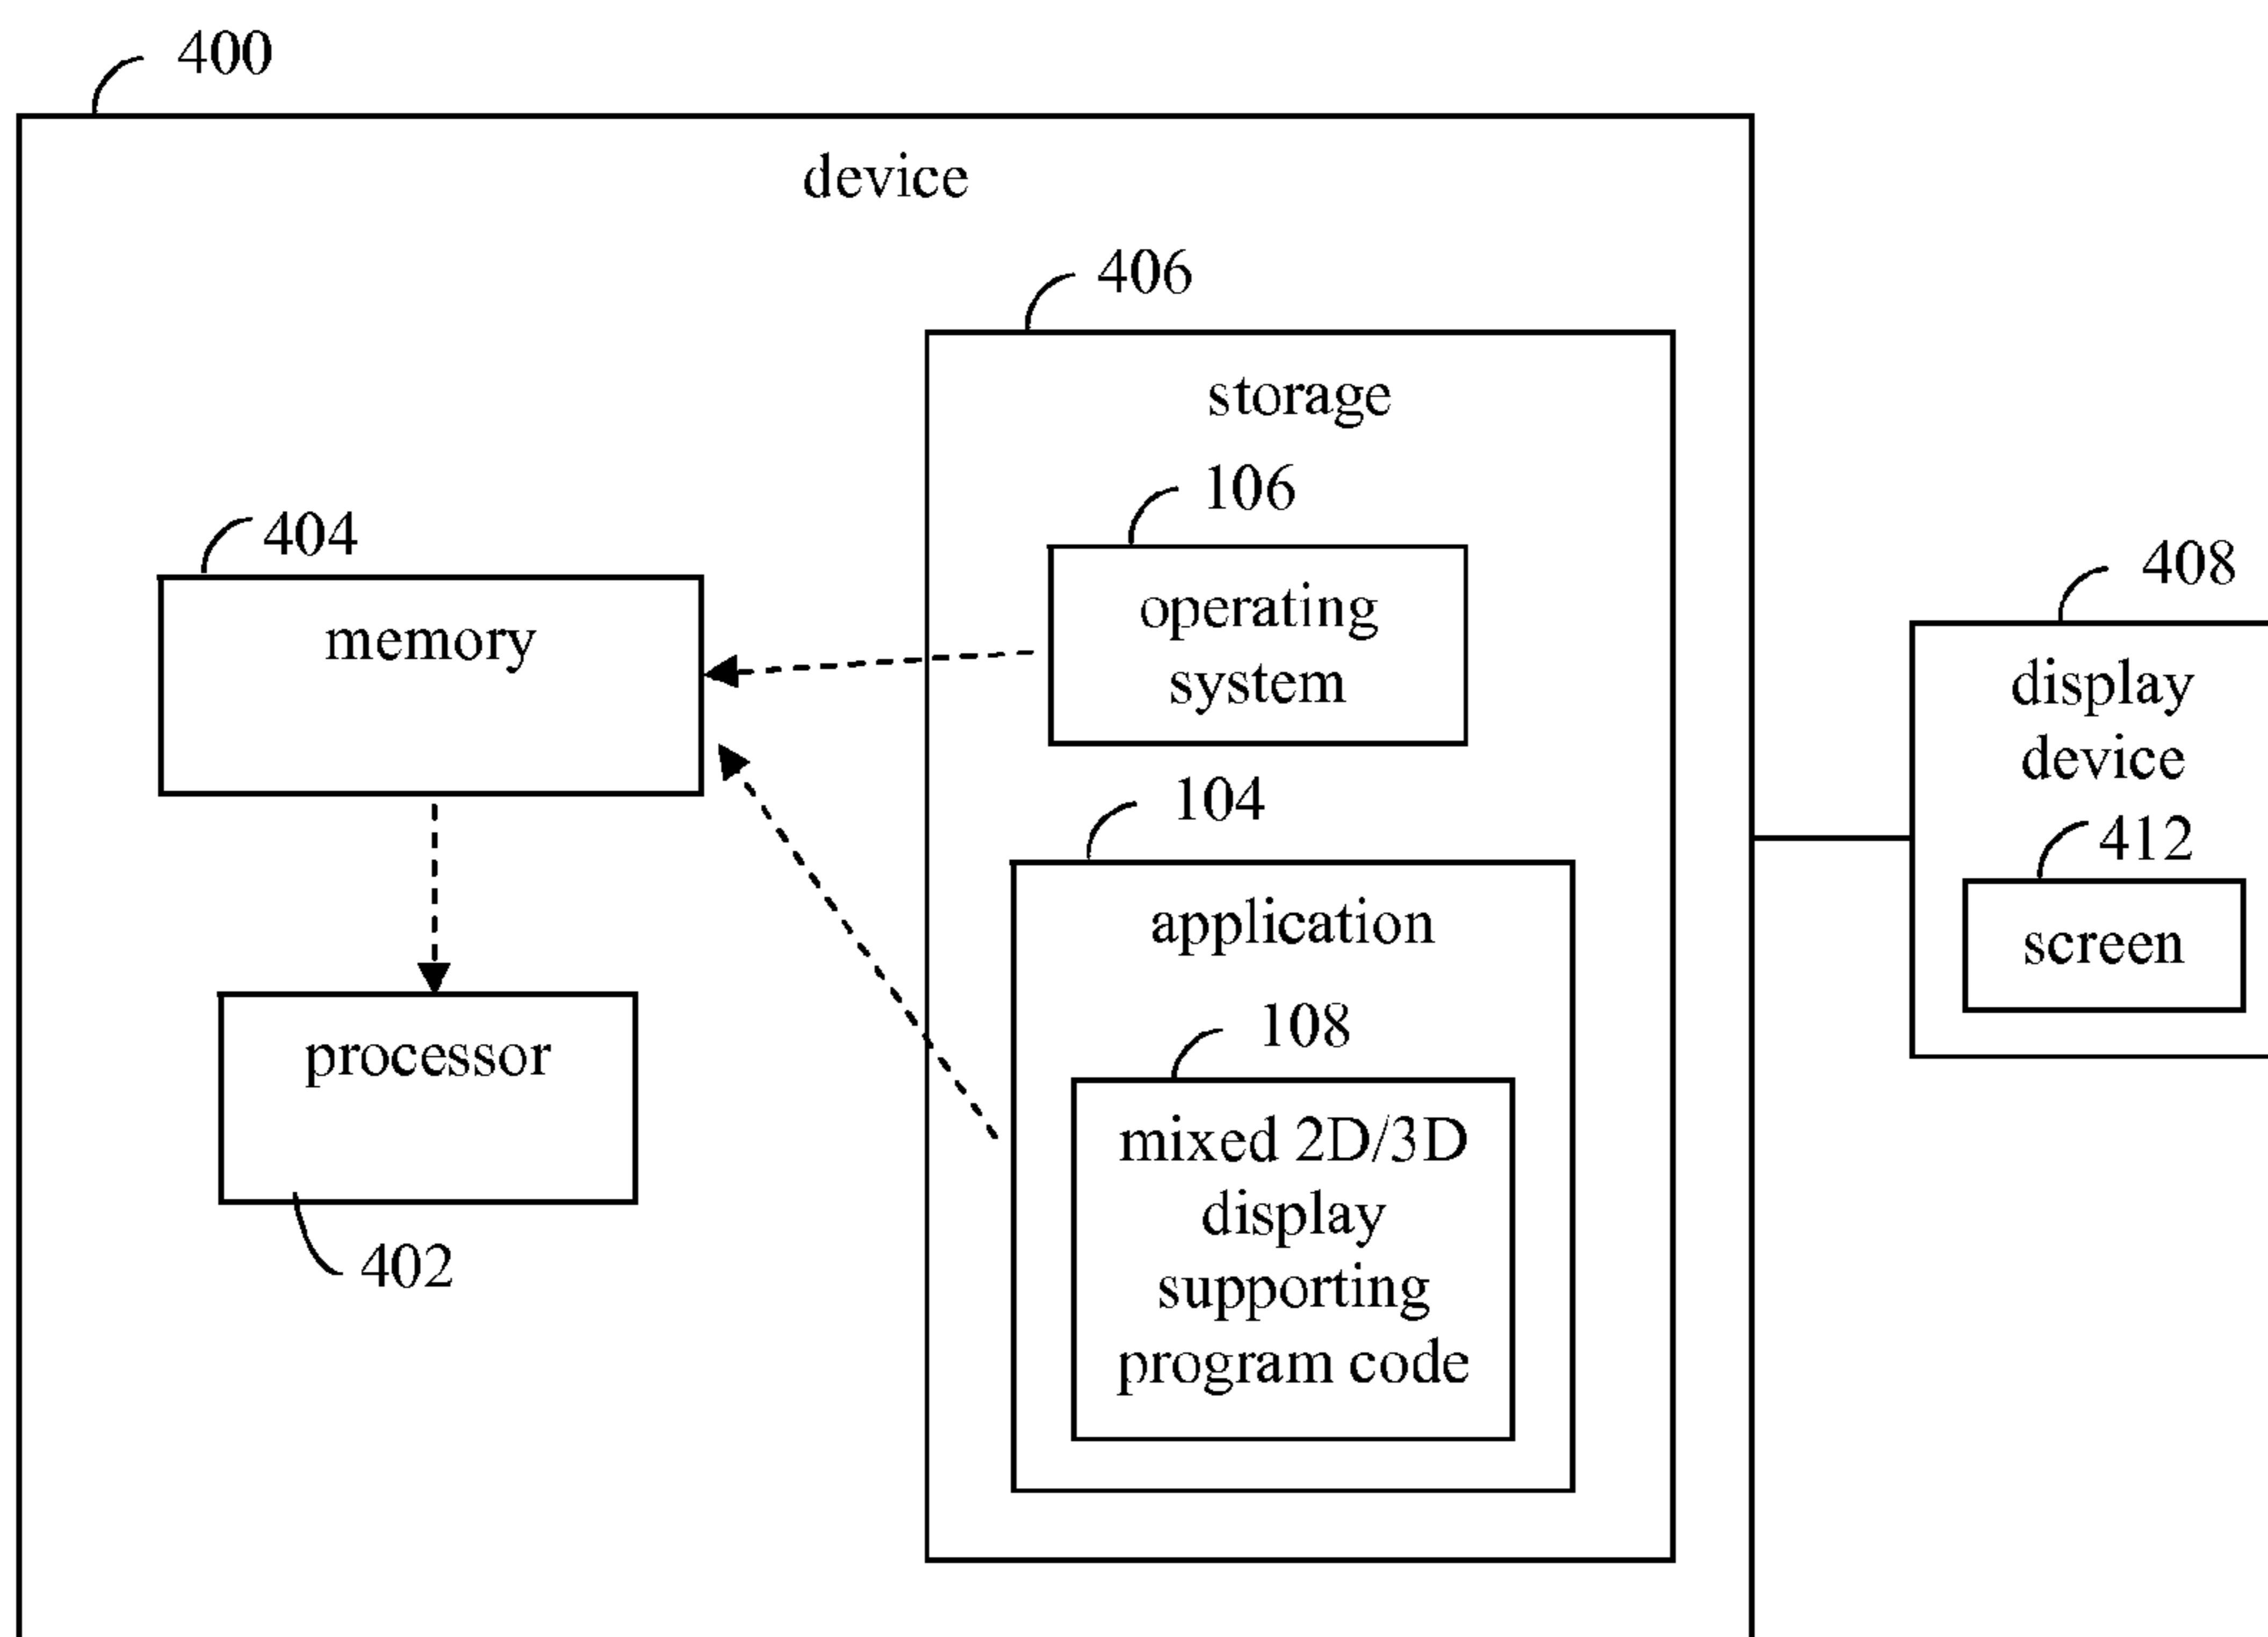 400
device
406
storage
106
operating
system
404
memory
408
display
device
412
screen
104
application
108
mixed 2D/3D
display
supporting
program code
processor
402